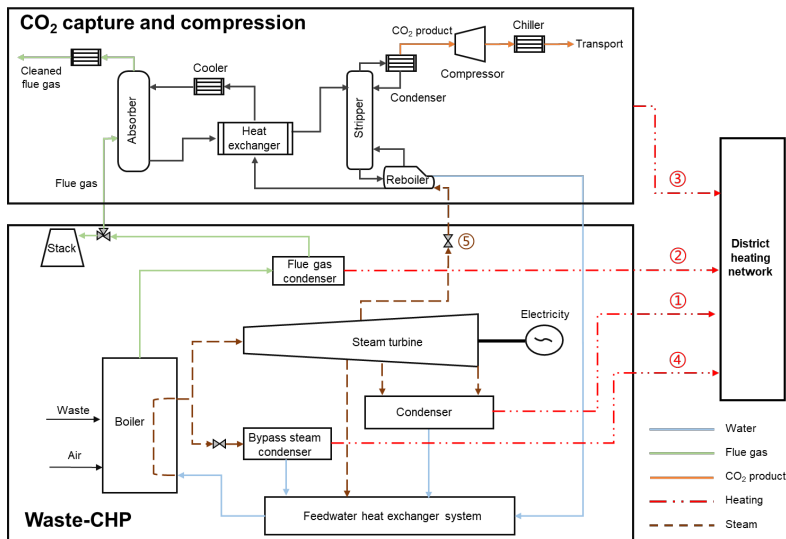 CO₂ capture and compression
CO₂ product
Chiller
Transport
Compressor
Cleaned
flue gas
Cooler
Condenser
Absorber
Stripper
Heat
exchanger
Reboiler
Flue gas
③
Stack
⑤
Flue gas
condenser
②
District
heating
network
①
Electricity
Steam turbine
④
Waste
Boiler
Condenser
Air
Bypass steam
condenser
Water
Flue gas
CO₂ product
Heating
Steam
Feedwater heat exchanger system
Waste-CHP